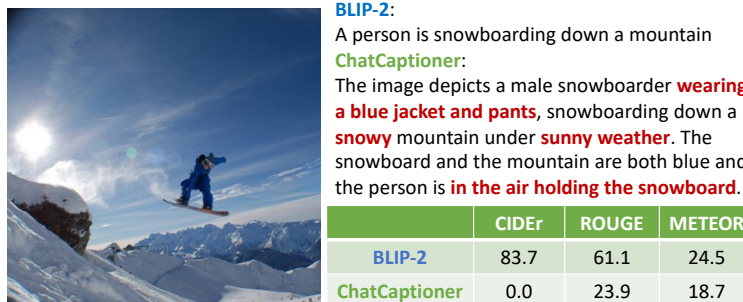 BLIP-2:
A person is snowboarding down a mountain
ChatCaptioner:
The image depicts a male snowboarder wearing
a blue jacket and pants, snowboarding down a
snowy mountain under sunny weather. The
snowboard and the mountain are both blue and
the person is in the air holding the snowboard.
CIDEr ROUGE METEOR
BLIP-2 83.7 61.1 24.5
ChatCaptioner 0.0 23.9 18.7